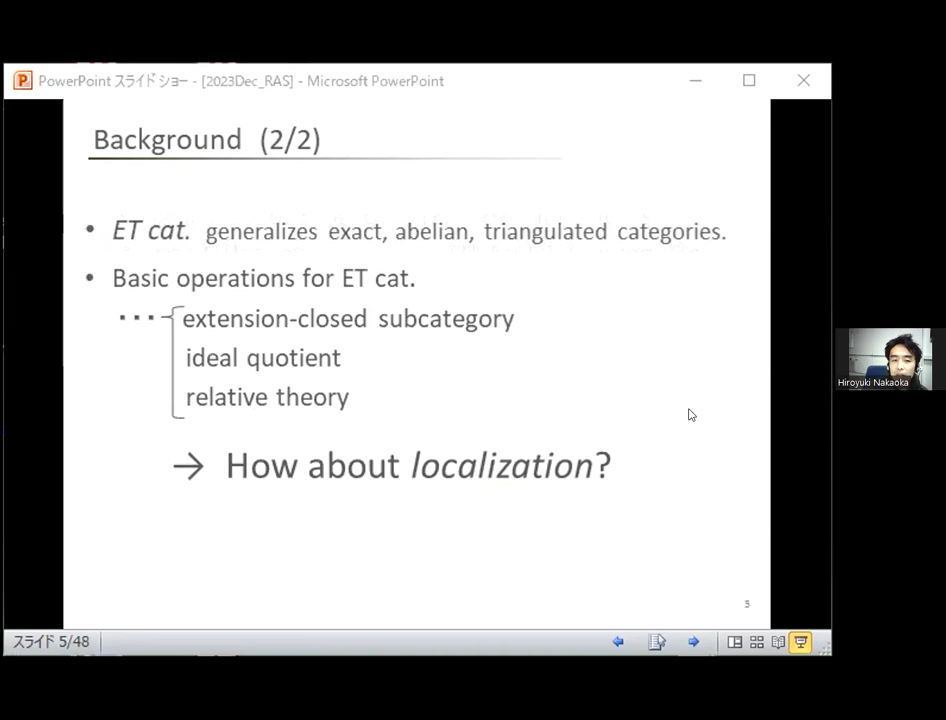 PowerPoint スライド ショー - [2023Dec_RAS] - Microsoft PowerPoint
Background (2/2)
• ET cat. generalizes exact, abelian, triangulated categories.
• Basic operations for ET cat.
··· extension-closed subcategory
ideal quotient
relative theory
→ How about localization?
Hiroyuki Nakaoka
5
スライド 5/48